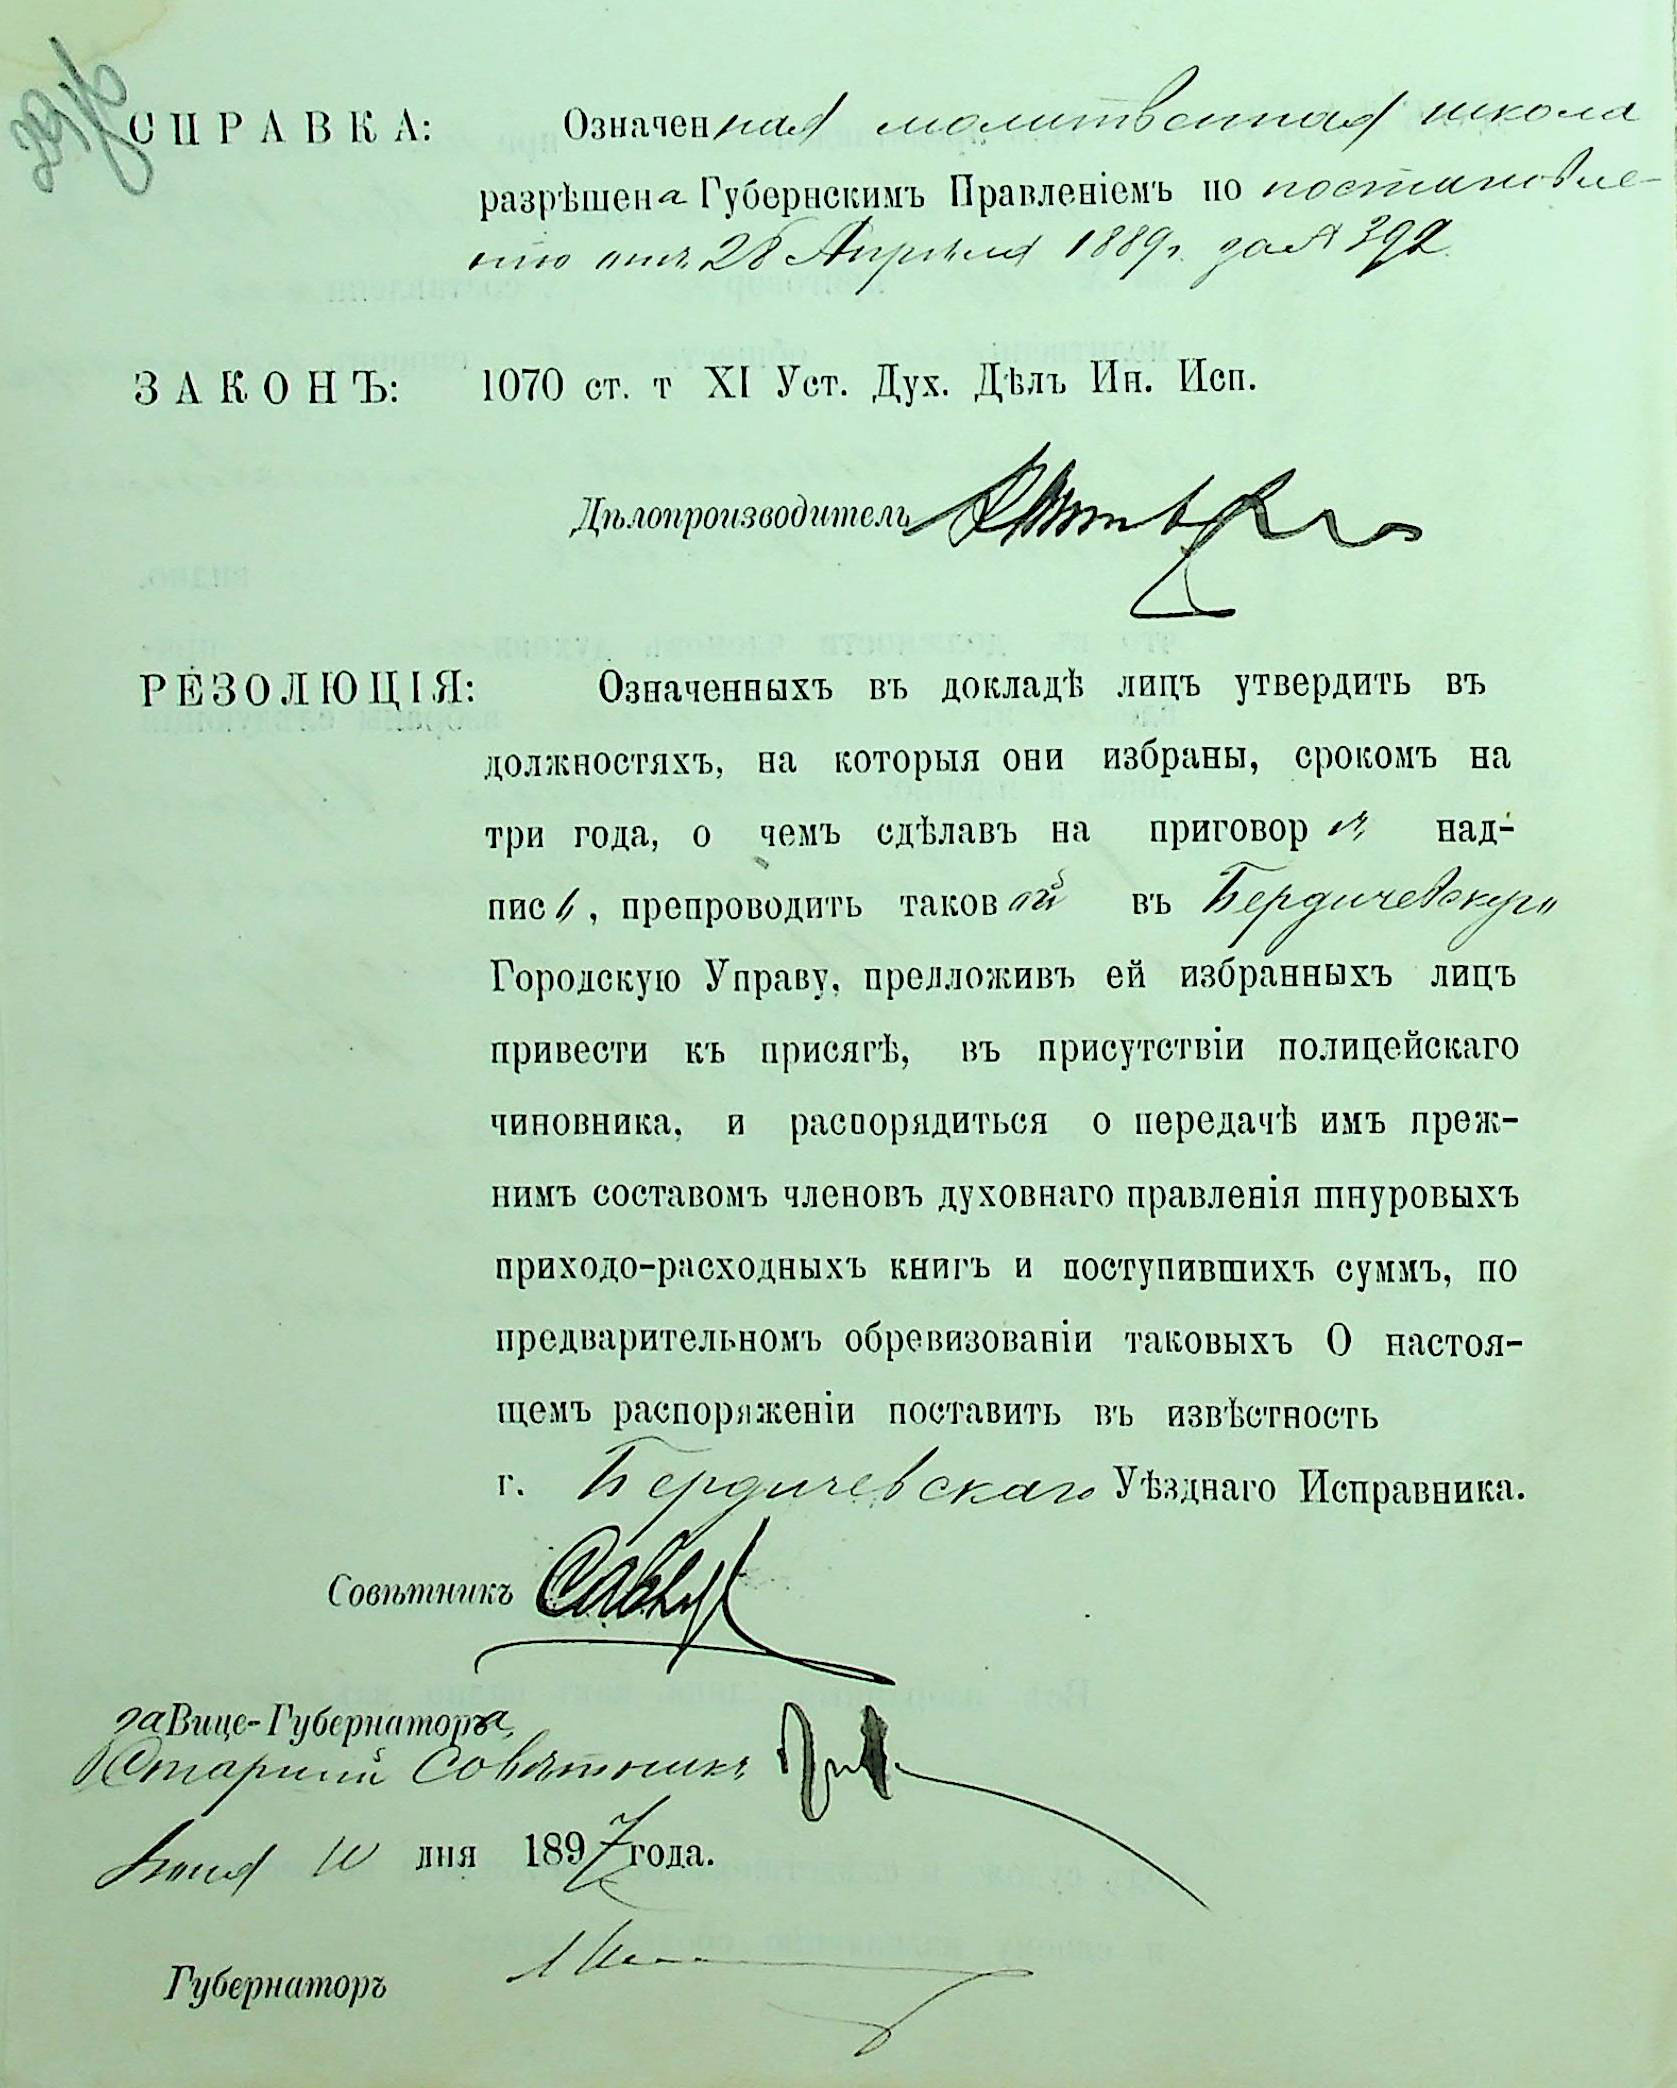 СПРАВКА: Означенная молитвенная школа
разрѣшена Губернскимъ Правленіемъ по постановле-
нію отъ 28 Апрѣля 1889 г. за № 392.
ЗАКОНЪ: 1070 ст. т XI Уст. Дух. Дѣлъ Ин. Исп.
Дѣлопроизводитель
РЕЗОЛЮЦІЯ: Означенныхъ въ докладѣ лицъ утвердить въ
должностяхъ, на которыя они избраны, срокомъ на
три года, о чемъ сдѣлавъ на приговорѣ над-
пись, препроводить таковой въ Бердичевскую
Городскую Управу, предложивъ ей избранныхъ лицъ
привести къ присягѣ, въ присутствіи полицейскаго
чиновника, и распорядиться о передачѣ имъ преж-
нимъ составомъ членовъ духовнаго правленія шнуровыхъ
приходо-расходныхъ книгъ и поступившихъ суммъ, по
предварительномъ обревизованіи таковыхъ О настоя-
щемъ распоряженіи поставить въ извѣстность
г. Бердичевскаго Уѣзднаго Исправника.
Совѣтникъ
за Вице-Губернатора,
Старшій Совѣтникъ
Іюня 10 дня 1897 года.
Губернаторъ